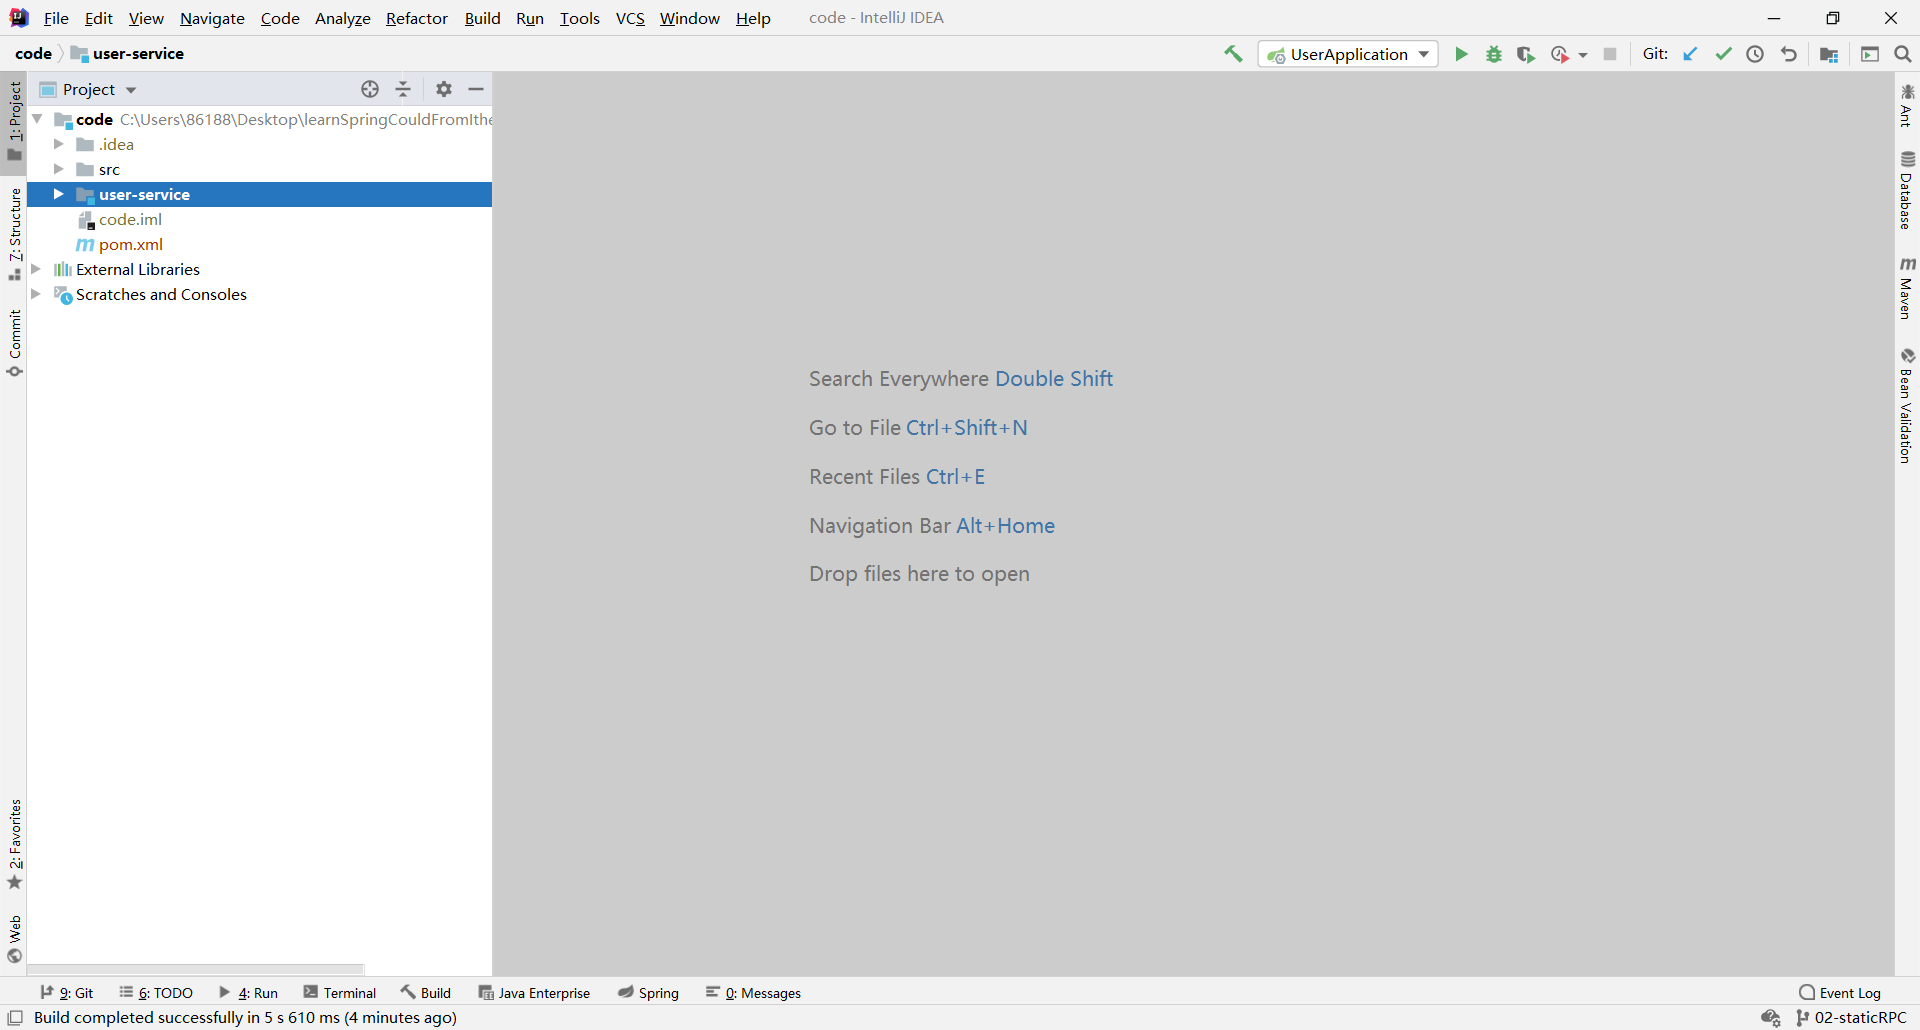 File Edit View Navigate Code Analyze Refactor Build Run Tools VCS Window Help code - IntelliJ IDEA
code user-service UserApplication Git:
Project
code C:\Users\86188\Desktop\learnSpringCouldFromIthe
.idea
src
user-service
code.iml
pom.xml
External Libraries
Scratches and Consoles
1: Project
7: Structure
Commit
2: Favorites
Web
Search Everywhere Double Shift
Go to File Ctrl+Shift+N
Recent Files Ctrl+E
Navigation Bar Alt+Home
Drop files here to open
Ant
Database
Maven
Bean Validation
9: Git 6: TODO 4: Run Terminal Build Java Enterprise Spring 0: Messages Event Log
Build completed successfully in 5 s 610 ms (4 minutes ago) 02-staticRPC